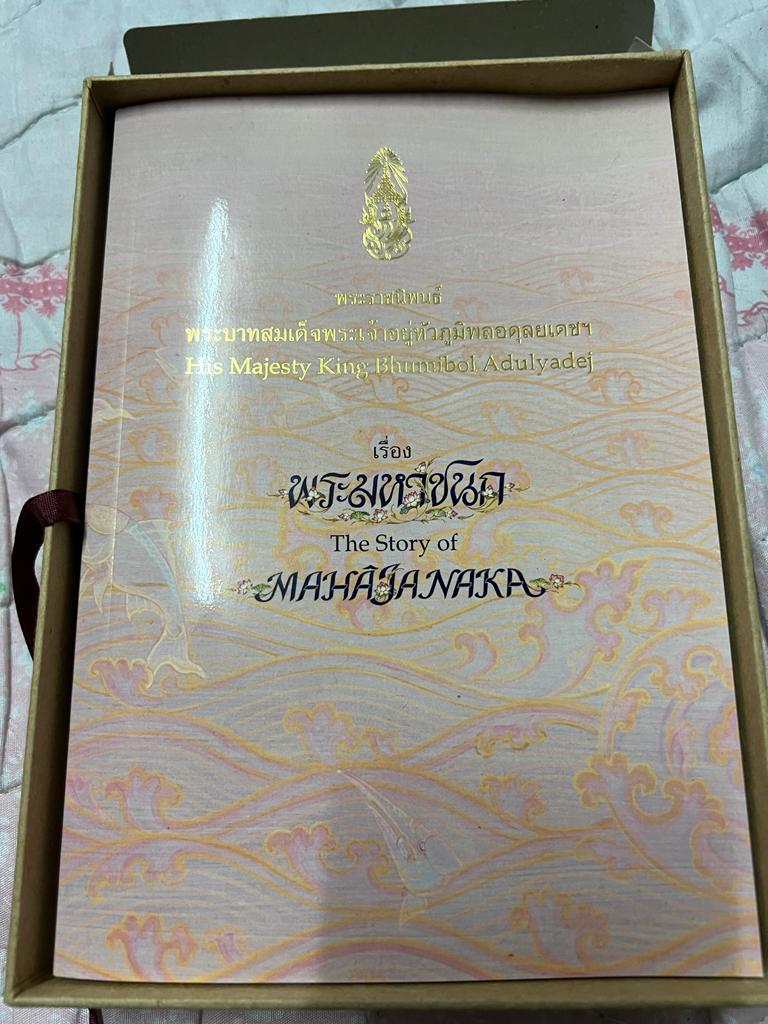 พระราชนิพนธ์
พระบาทสมเด็จพระเจ้าอยู่หัวภูมิพลอดุลยเดชฯ
His Majesty King Bhumibol Adulyadej
เรื่อง
พระมหาชนก
The Story of
MAHĀJANAKA